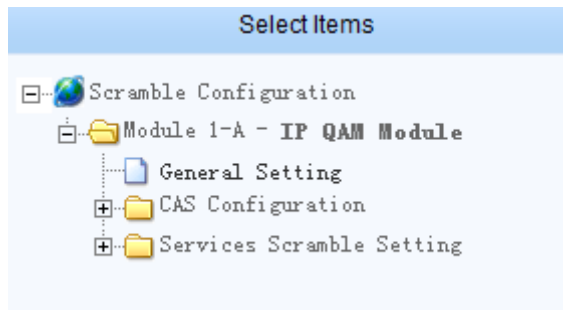 Select Items
Scramble Configuration
Module 1-A - IP QAM Module
General Setting
CAS Configuration
Services Scramble Setting